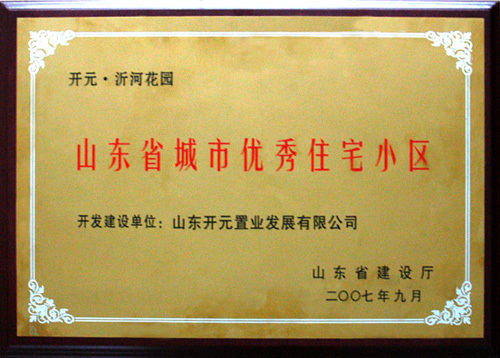 开元·沂河花园
山东省城市优秀住宅小区
开发建设单位：山东开元置业发展有限公司
山东省建设厅
二〇〇七年九月